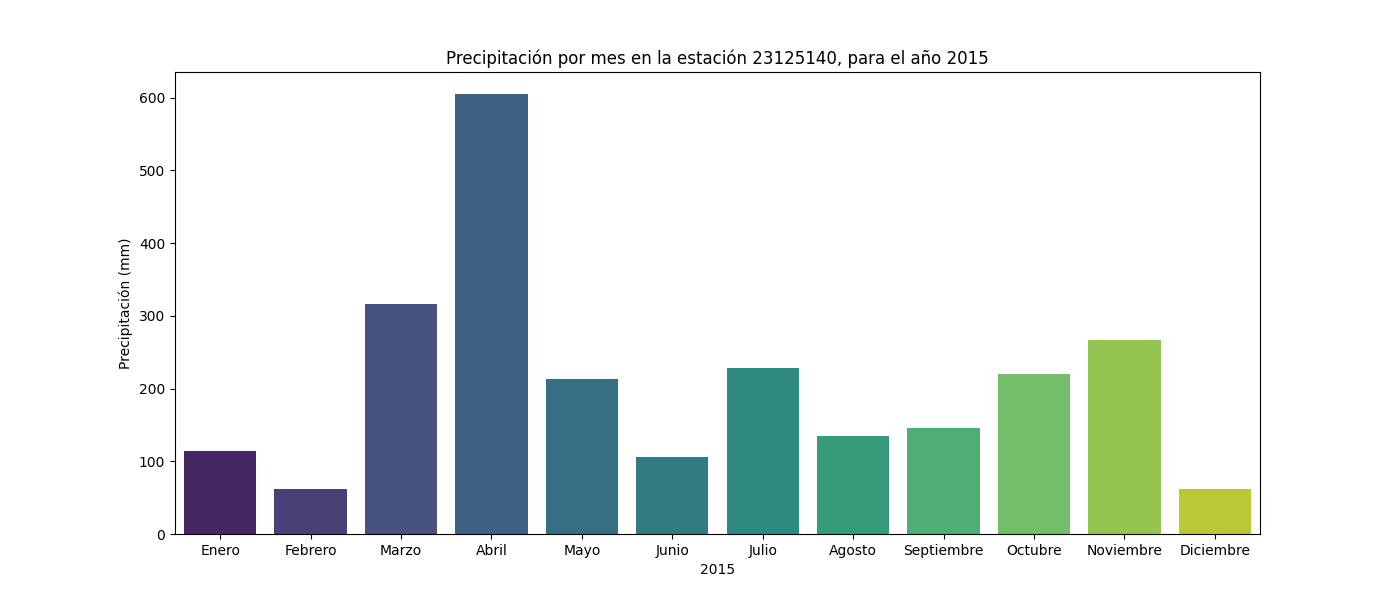 Precipitación por mes en la estación 23125140, para el año 2015
Precipitación (mm)
600
500
400
300
200
100
0
Enero Febrero Marzo Abril Mayo Junio Julio Agosto Septiembre Octubre Noviembre Diciembre
2015